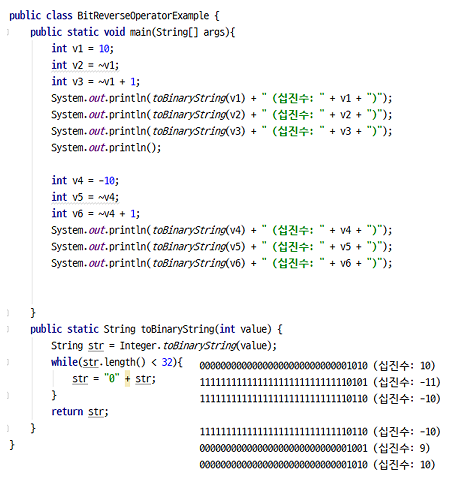 public class BitReverseOperatorExample {
public static void main(String[] args){
int v1 = 10;
int v2 = ~v1;
int v3 = ~v1 + 1;
System.out.println(toBinaryString(v1) + " (십진수: " + v1 + ")");
System.out.println(toBinaryString(v2) + " (십진수: " + v2 + ")");
System.out.println(toBinaryString(v3) + " (십진수: " + v3 + ")");
System.out.println();
int v4 = -10;
int v5 = ~v4;
int v6 = ~v4 + 1;
System.out.println(toBinaryString(v4) + " (십진수: " + v4 + ")");
System.out.println(toBinaryString(v5) + " (십진수: " + v5 + ")");
System.out.println(toBinaryString(v6) + " (십진수: " + v6 + ")");
}
public static String toBinaryString(int value) {
String str = Integer.toBinaryString(value);
while(str.length() < 32){
str = "0" + str;
}
return str;
}
}
00000000000000000000000000001010 (십진수: 10)
11111111111111111111111111110101 (십진수: -11)
11111111111111111111111111110110 (십진수: -10)
11111111111111111111111111110110 (십진수: -10)
00000000000000000000000000001001 (십진수: 9)
00000000000000000000000000001010 (십진수: 10)